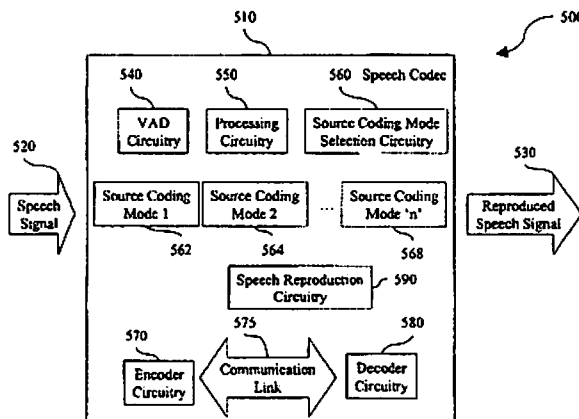 510
500
Speech Codec
540
550
560
VAD
Circuitry
Processing
Circuitry
Source Coding Mode
Selection Circuitry
520
530
Speech
Signal
Source Coding
Mode 1
Source Coding
Mode 2
...
Source Coding
Mode 'n'
Reproduced
Speech Signal
562
564
568
Speech Reproduction
Circuitry
590
570
575
580
Encoder
Circuitry
Communication
Link
Decoder
Circuitry